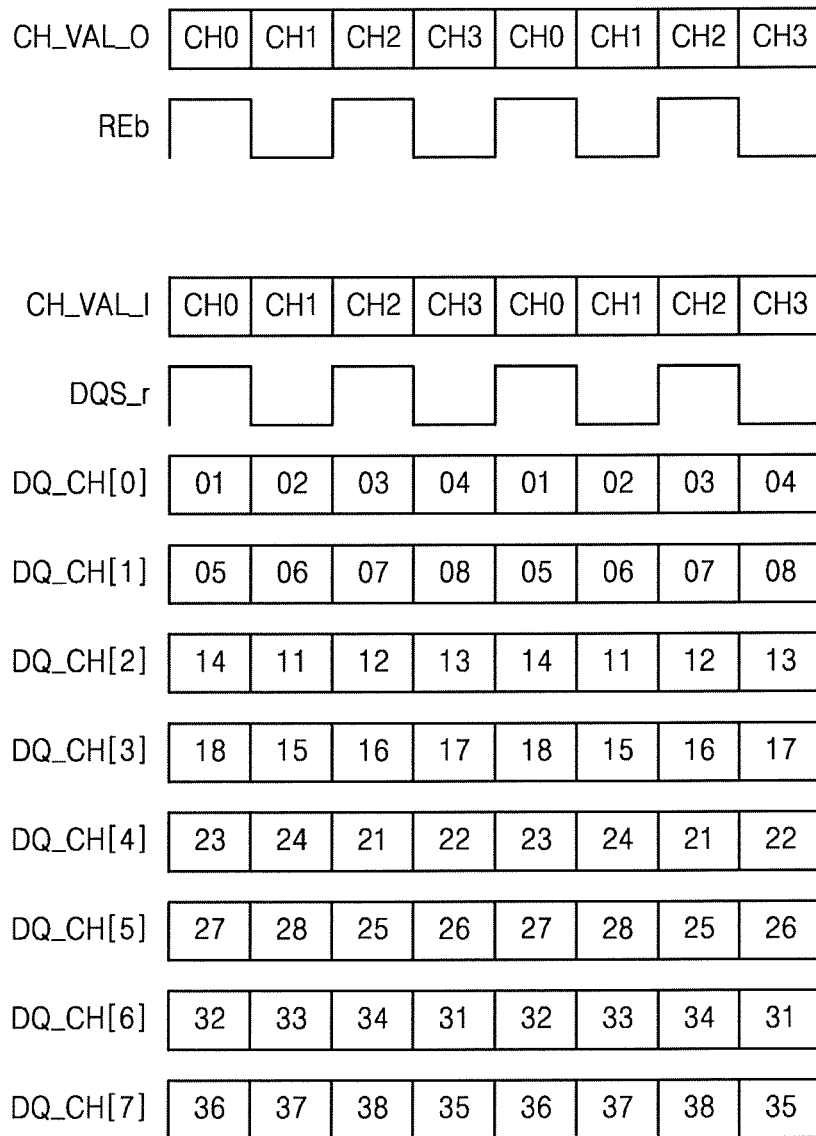 CH_VAL_O CH0 CH1 CH2 CH3 CH0 CH1 CH2 CH3
REb
CH_VAL_I CH0 CH1 CH2 CH3 CH0 CH1 CH2 CH3
DQS_r
DQ_CH[0] 01 02 03 04 01 02 03 04
DQ_CH[1] 05 06 07 08 05 06 07 08
DQ_CH[2] 14 11 12 13 14 11 12 13
DQ_CH[3] 18 15 16 17 18 15 16 17
DQ_CH[4] 23 24 21 22 23 24 21 22
DQ_CH[5] 27 28 25 26 27 28 25 26
DQ_CH[6] 32 33 34 31 32 33 34 31
DQ_CH[7] 36 37 38 35 36 37 38 35